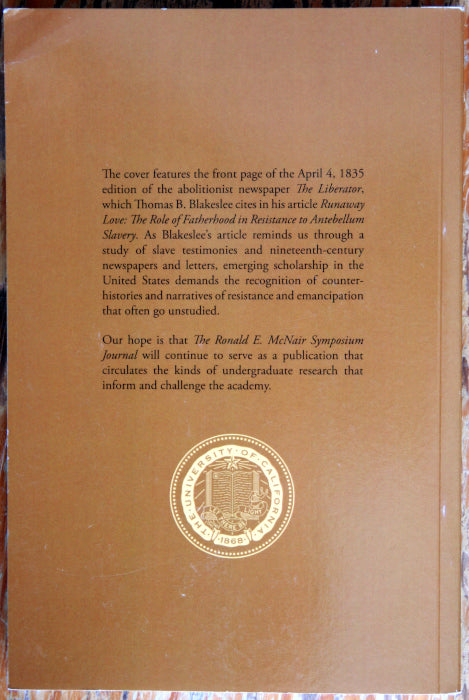 The cover features the front page of the April 4, 1835
edition of the abolitionist newspaper The Liberator,
which Thomas B. Blakeslee cites in his article Runaway
Love: The Role of Fatherhood in Resistance to Antebellum
Slavery. As Blakeslee's article reminds us through a
study of slave testimonies and nineteenth-century
newspapers and letters, emerging scholarship in the
United States demands the recognition of counter-
histories and narratives of resistance and emancipation
that often go unstudied.
Our hope is that The Ronald E. McNair Symposium
Journal will continue to serve as a publication that
circulates the kinds of undergraduate research that
inform and challenge the academy.
·THE·UNIVERSITY·OF·CALIFORNIA·
THERE BE LIGHT
·1868·